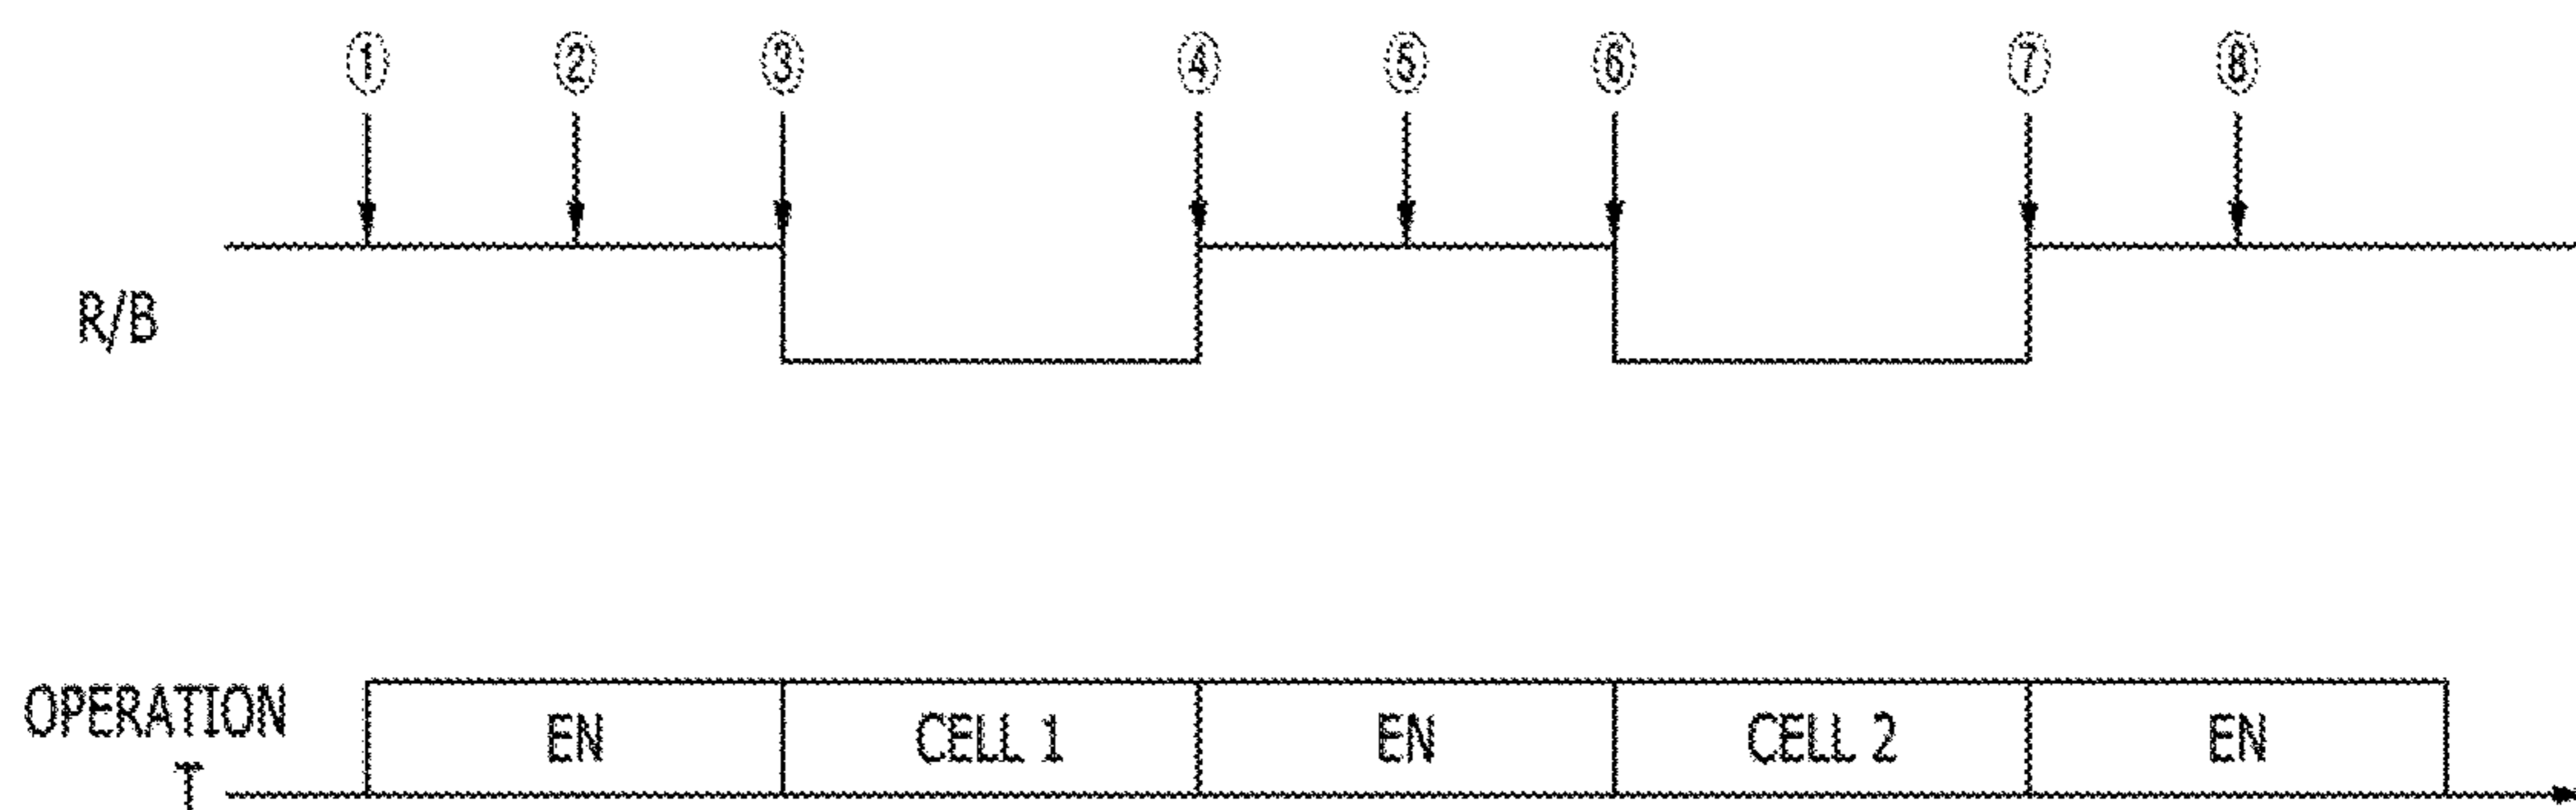 ① ② ③ ④ ⑤ ⑥ ⑦ ⑧
R/B
OPERATION EN CELL 1 EN CELL 2 EN